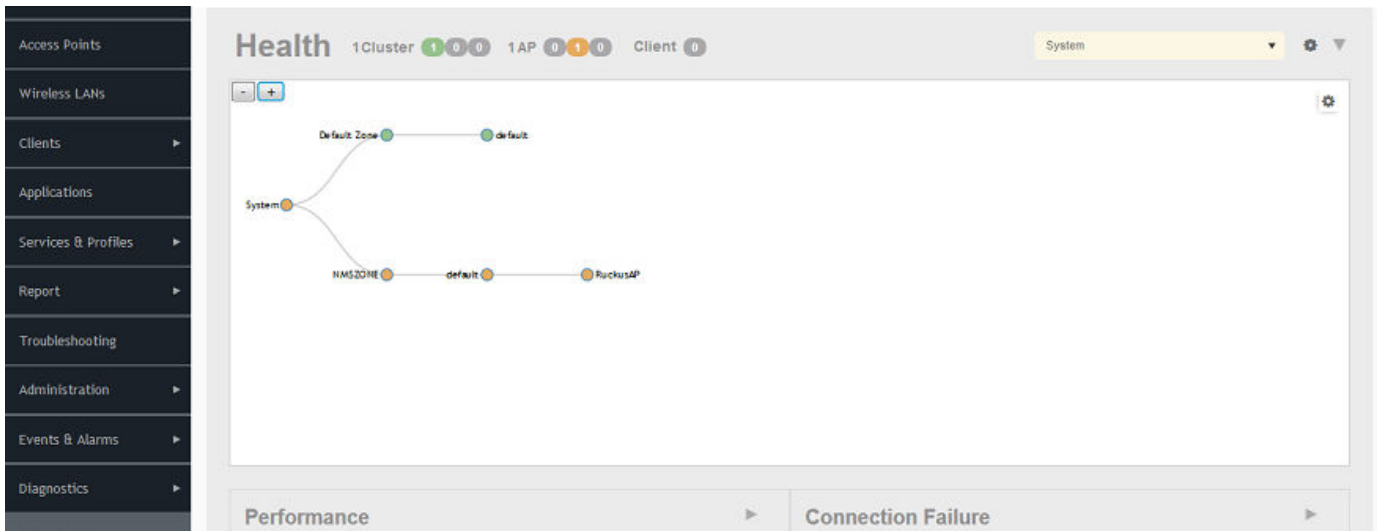 Access Points
Wireless LANs
Clients
Applications
Services & Profiles
Report
Troubleshooting
Administration
Events & Alarms
Diagnostics
Health 1Cluster 1 0 0 1AP 0 1 0 Client 0
System
- +
Default Zone default
System
NMSZONE default RuckusAP
Performance
Connection Failure